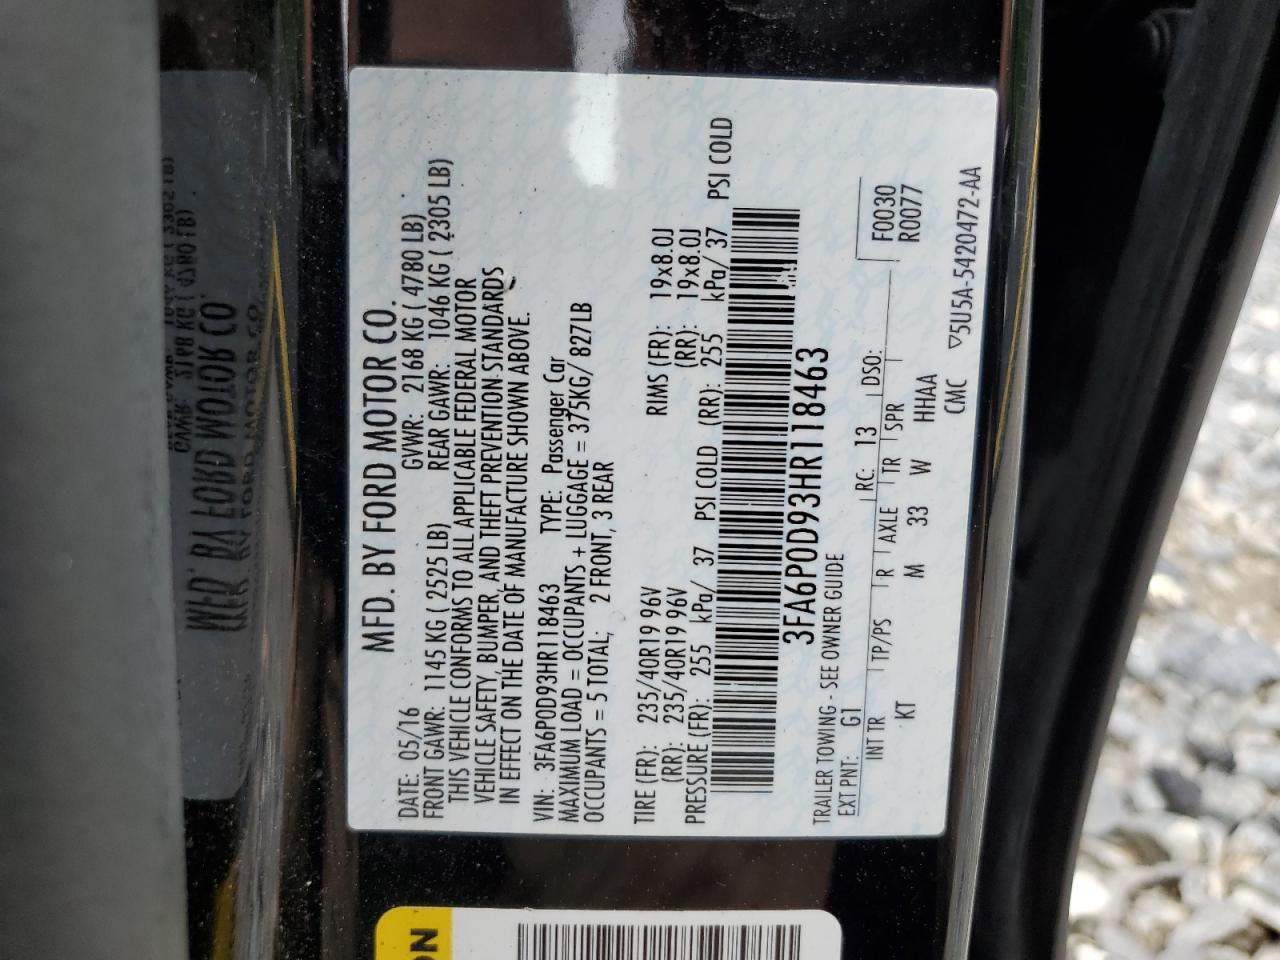 MFD. BY FORD MOTOR CO.
DATE: 05/16 GVWR: 2168 KG ( 4780 LB)
FRONT GAWR: 1145 KG ( 2525 LB) REAR GAWR: 1046 KG ( 2305 LB)
THIS VEHICLE CONFORMS TO ALL APPLICABLE FEDERAL MOTOR
VEHICLE SAFETY, BUMPER, AND THEFT PREVENTION STANDARDS
IN EFFECT ON THE DATE OF MANUFACTURE SHOWN ABOVE.
VIN: 3FA6P0D93HR118463 TYPE: Passenger Car
MAXIMUM LOAD = OCCUPANTS + LUGGAGE = 375KG/ 827LB
OCCUPANTS = 5 TOTAL; 2 FRONT, 3 REAR
TIRE (FR): 235/40R19 96V RIMS (FR): 19x8.0J
(RR): 235/40R19 96V (RR): 19x8.0J
PRESSURE (FR): 255 kPa/ 37 PSI COLD (RR): 255 kPa/ 37 PSI COLD
3FA6P0D93HR118463
TRAILER TOWING - SEE OWNER GUIDE
EXT PNT: G1 RC: 13 DSO: F0030
R0077
INT TR TP/PS R AXLE TR SPR
KT M 33 W HHAA
CMC ▽5U5A-5420472-AA
ON